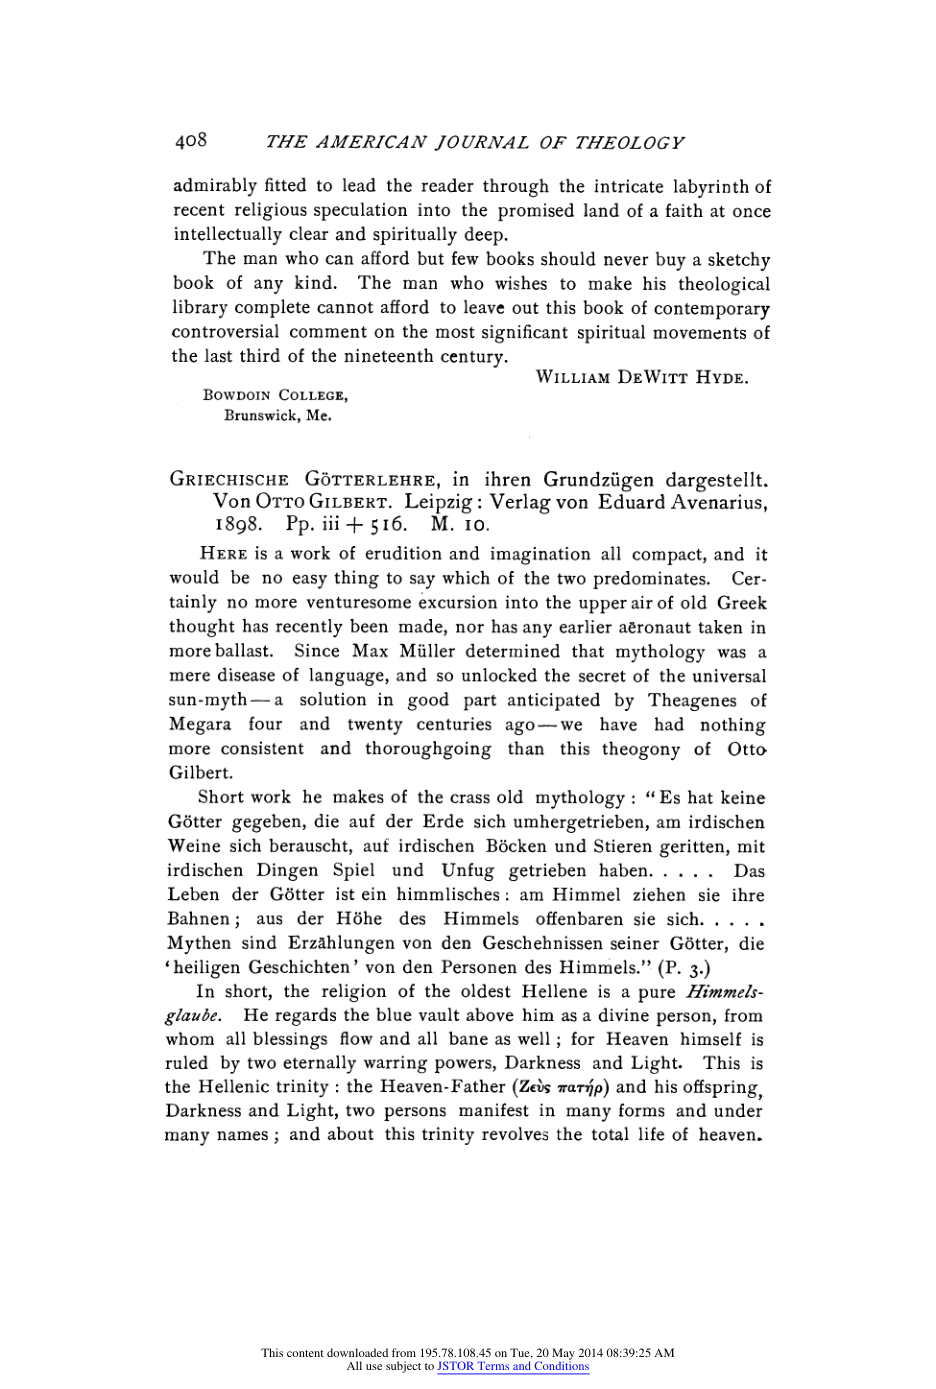 408 THE AMERICAN JOURNAL OF THEOLOGY
admirably fitted to lead the reader through the intricate labyrinth of
recent religious speculation into the promised land of a faith at once
intellectually clear and spiritually deep.
The man who can afford but few books should never buy a sketchy
book of any kind. The man who wishes to make his theological
library complete cannot afford to leave out this book of contemporary
controversial comment on the most significant spiritual movements of
the last third of the nineteenth century.
WILLIAM DEWITT HYDE.
BOWDOIN COLLEGE,
Brunswick, Me.
GRIECHISCHE GÖTTERLEHRE, in ihren Grundzügen dargestellt.
Von OTTO GILBERT. Leipzig: Verlag von Eduard Avenarius,
1898. Pp. iii + 516. M. 10.
HERE is a work of erudition and imagination all compact, and it
would be no easy thing to say which of the two predominates. Cer-
tainly no more venturesome excursion into the upper air of old Greek
thought has recently been made, nor has any earlier aëronaut taken in
more ballast. Since Max Müller determined that mythology was a
mere disease of language, and so unlocked the secret of the universal
sun-myth — a solution in good part anticipated by Theagenes of
Megara four and twenty centuries ago — we have had nothing
more consistent and thoroughgoing than this theogony of Otto
Gilbert.
Short work he makes of the crass old mythology : “Es hat keine
Götter gegeben, die auf der Erde sich umhergetrieben, am irdischen
Weine sich berauscht, auf irdischen Böcken und Stieren geritten, mit
irdischen Dingen Spiel und Unfug getrieben haben. . . . . Das
Leben der Götter ist ein himmlisches : am Himmel ziehen sie ihre
Bahnen ; aus der Höhe des Himmels offenbaren sie sich. . . . .
Mythen sind Erzählungen von den Geschehnissen seiner Götter, die
‘heiligen Geschichten’ von den Personen des Himmels.” (P. 3.)
In short, the religion of the oldest Hellene is a pure Himmels-
glaube. He regards the blue vault above him as a divine person, from
whom all blessings flow and all bane as well ; for Heaven himself is
ruled by two eternally warring powers, Darkness and Light. This is
the Hellenic trinity : the Heaven-Father (Ζεὺς πατήρ) and his offspring,
Darkness and Light, two persons manifest in many forms and under
many names ; and about this trinity revolves the total life of heaven.
This content downloaded from 195.78.108.45 on Tue, 20 May 2014 08:39:25 AM
All use subject to JSTOR Terms and Conditions